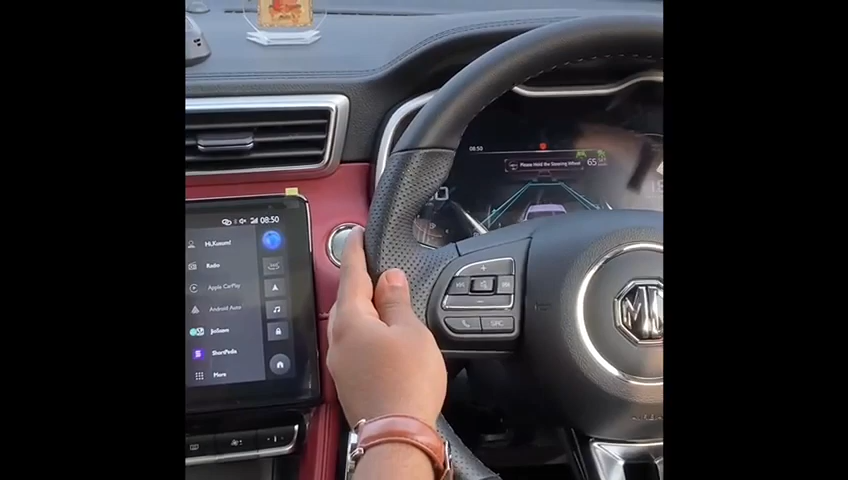 08:50
Hi,Kusum!
Radio
Apple CarPlay
Android Auto
JioSaavn
ShortPedia
More
08:50
Please Hold the Steering Wheel
65
SRC